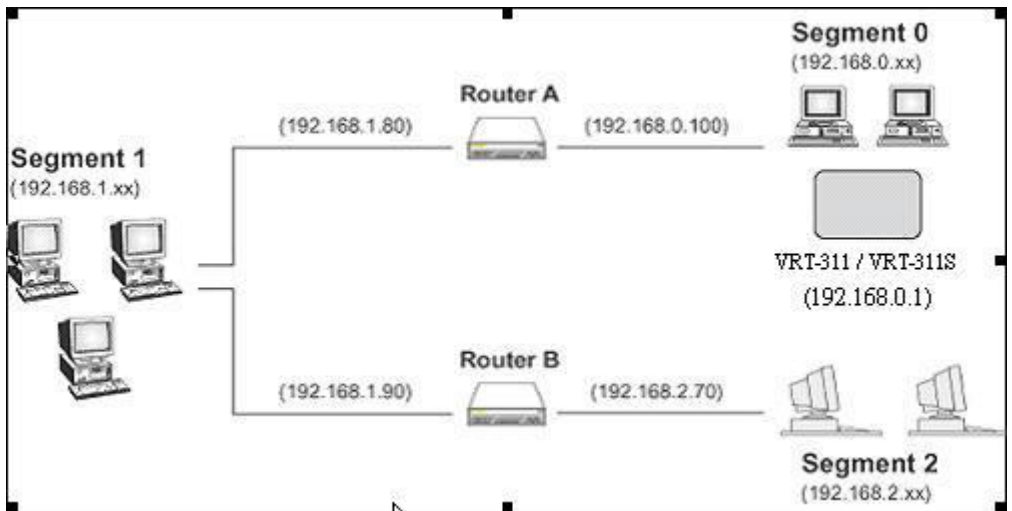 Segment 0
(192.168.0.xx)
Router A
(192.168.1.80)
(192.168.0.100)
Segment 1
(192.168.1.xx)
VRT-311 / VRT-311S
(192.168.0.1)
Router B
(192.168.1.90)
(192.168.2.70)
Segment 2
(192.168.2.xx)